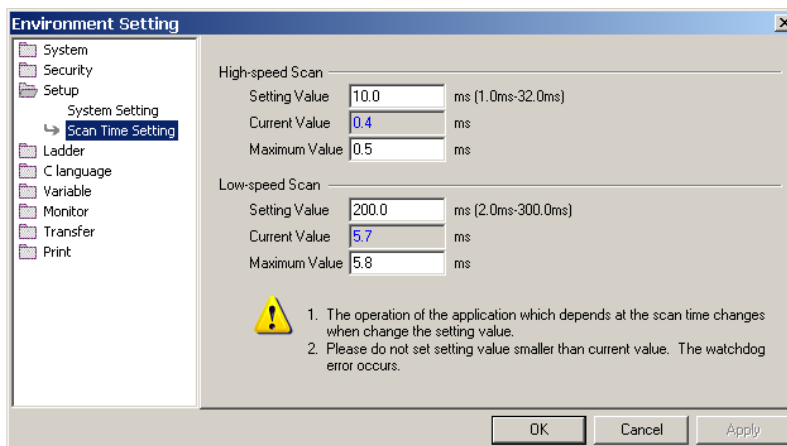 Environment Setting
System
Security
Setup
System Setting
Scan Time Setting
Ladder
C language
Variable
Monitor
Transfer
Print
High-speed Scan
Setting Value 10.0 ms (1.0ms-32.0ms)
Current Value 0.4 ms
Maximum Value 0.5 ms
Low-speed Scan
Setting Value 200.0 ms (2.0ms-300.0ms)
Current Value 5.7 ms
Maximum Value 5.8 ms
1. The operation of the application which depends at the scan time changes
when change the setting value.
2. Please do not set setting value smaller than current value. The watchdog
error occurs.
OK Cancel Apply